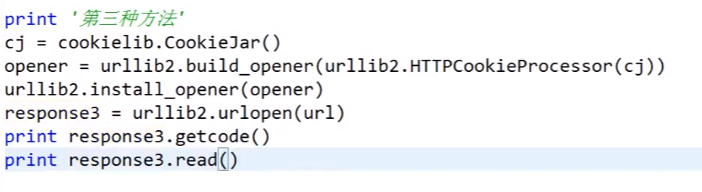 print '第三种方法'
cj = cookielib.CookieJar()
opener = urllib2.build_opener(urllib2.HTTPCookieProcessor(cj))
urllib2.install_opener(opener)
response3 = urllib2.urlopen(url)
print response3.getcode()
print response3.read()